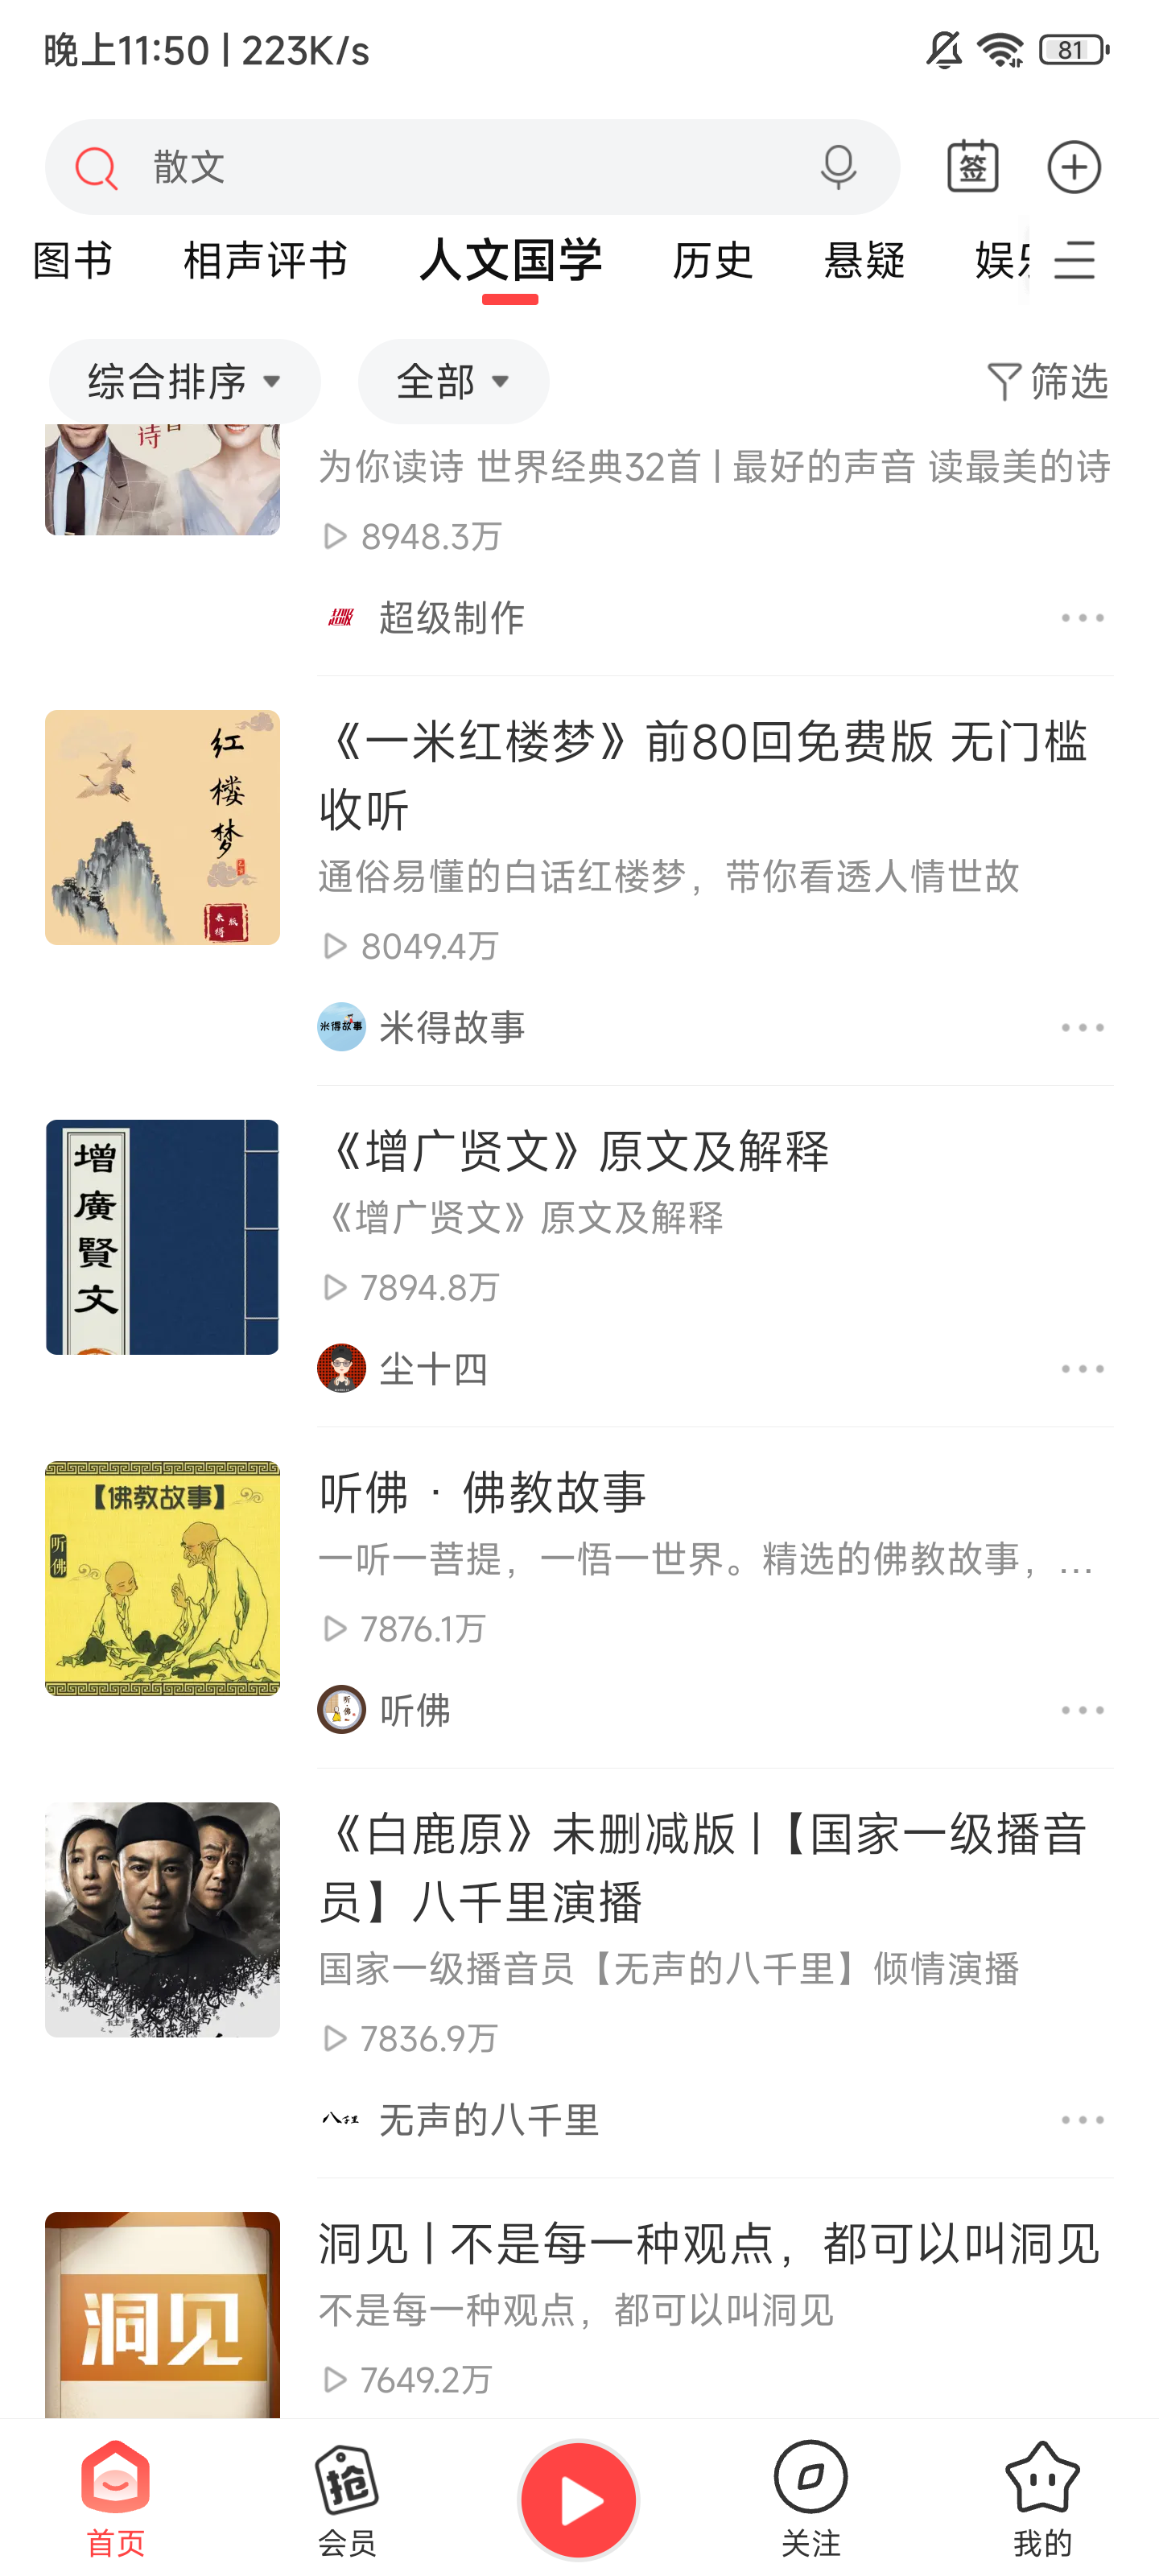 晚上11:50 | 223K/s
81
散文
签
图书 相声评书 人文国学 历史 悬疑 娱乐
综合排序 全部 筛选
诗
为你读诗 世界经典32首 | 最好的声音 读最美的诗
8948.3万
超级制作
红楼梦
《一米红楼梦》前80回免费版 无门槛
收听
通俗易懂的白话红楼梦，带你看透人情世故
8049.4万
米得故事
米得故事
增廣賢文
《增广贤文》原文及解释
《增广贤文》原文及解释
7894.8万
尘十四
【佛教故事】
听佛
听佛 · 佛教故事
一听一菩提，一悟一世界。精选的佛教故事，...
7876.1万
听佛
《白鹿原》未删减版 |【国家一级播音
员】八千里演播
国家一级播音员【无声的八千里】倾情演播
7836.9万
无声的八千里
洞见
洞见 | 不是每一种观点，都可以叫洞见
不是每一种观点，都可以叫洞见
7649.2万
抢
首页 会员 关注 我的